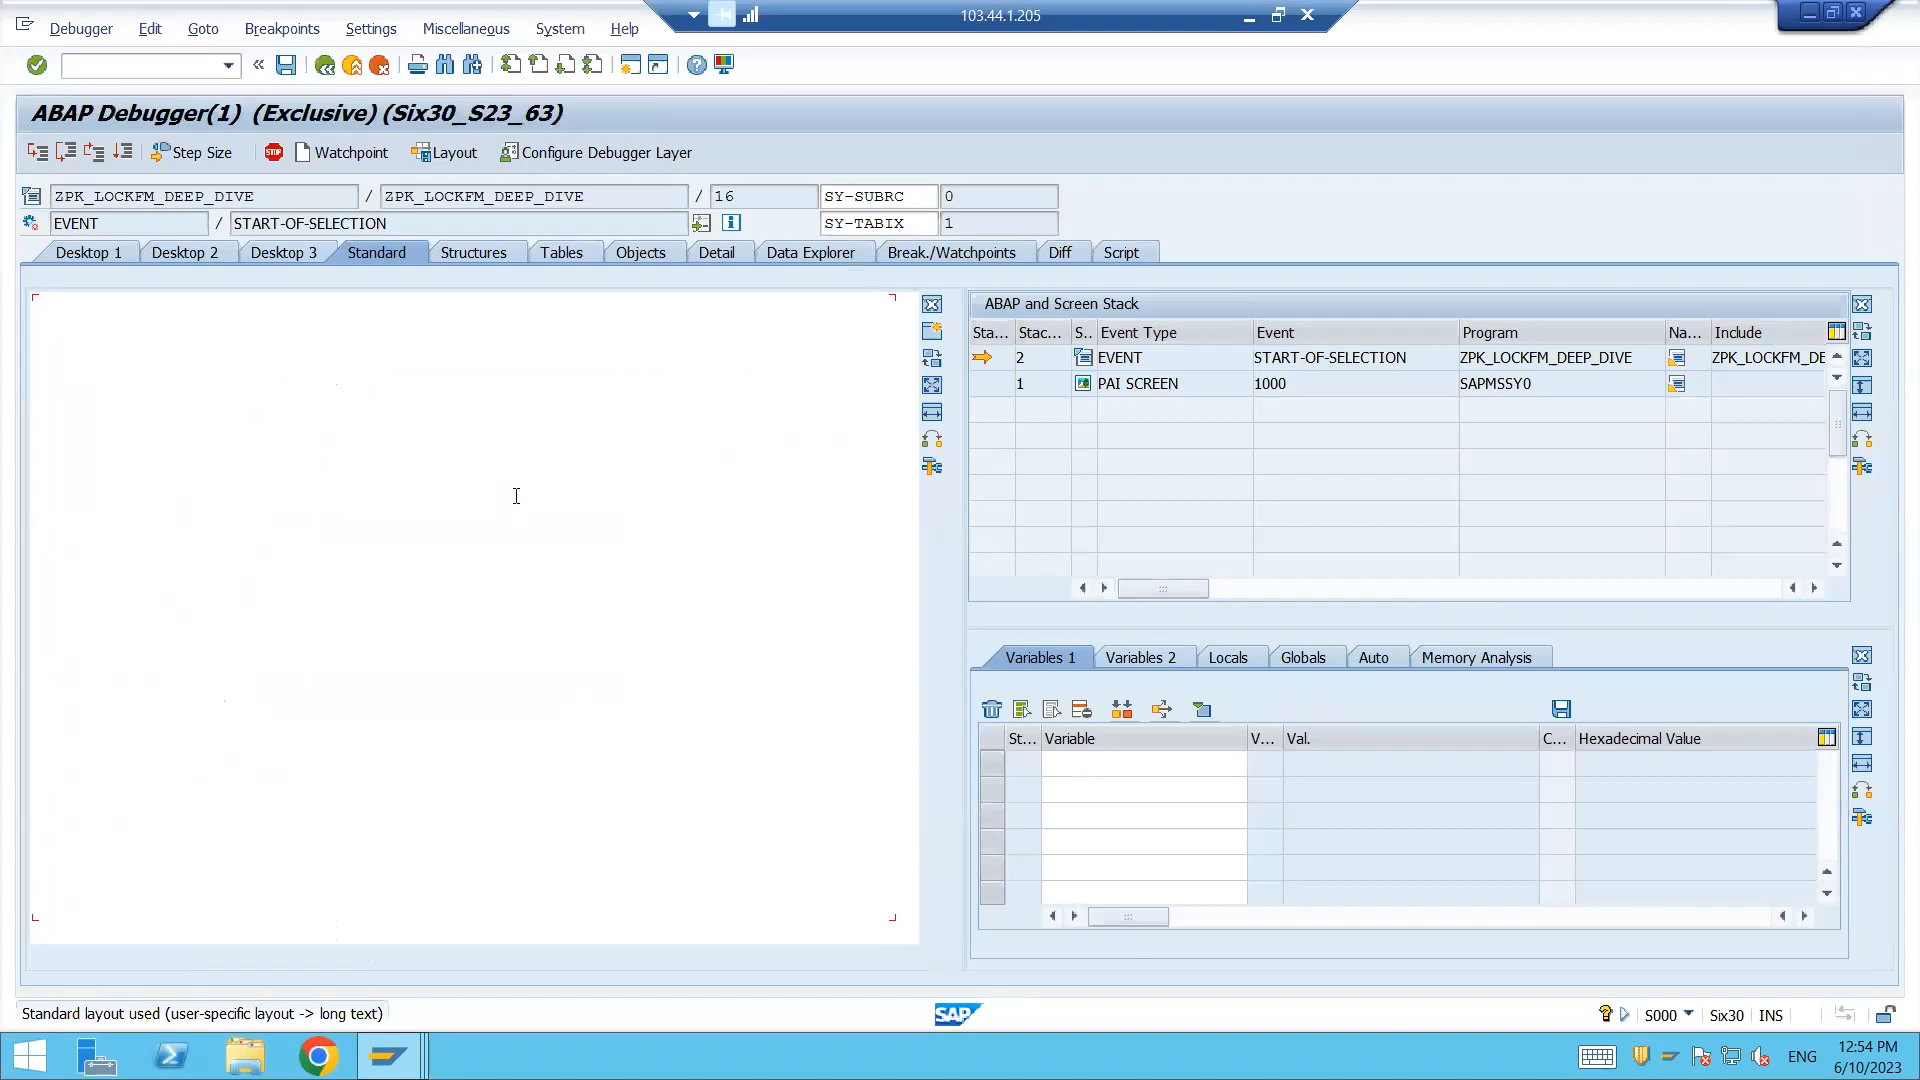 103.44.1.205
Debugger Edit Goto Breakpoints Settings Miscellaneous System Help
ABAP Debugger(1) (Exclusive) (Six30_S23_63)
Step Size STOP Watchpoint Layout Configure Debugger Layer
ZPK_LOCKFM_DEEP_DIVE / ZPK_LOCKFM_DEEP_DIVE / 16 SY-SUBRC 0
EVENT / START-OF-SELECTION SY-TABIX 1
Desktop 1 Desktop 2 Desktop 3 Standard Structures Tables Objects Detail Data Explorer Break./Watchpoints Diff Script
ABAP and Screen Stack
Sta... Stac... S.. Event Type Event Program Na... Include
2 EVENT START-OF-SELECTION ZPK_LOCKFM_DEEP_DIVE ZPK_LOCKFM_DE
1 PAI SCREEN 1000 SAPMSSY0
Variables 1 Variables 2 Locals Globals Auto Memory Analysis
St... Variable V... Val. C... Hexadecimal Value
Standard layout used (user-specific layout -> long text)
SAP
S000 Six30 INS
ENG
12:54 PM
6/10/2023